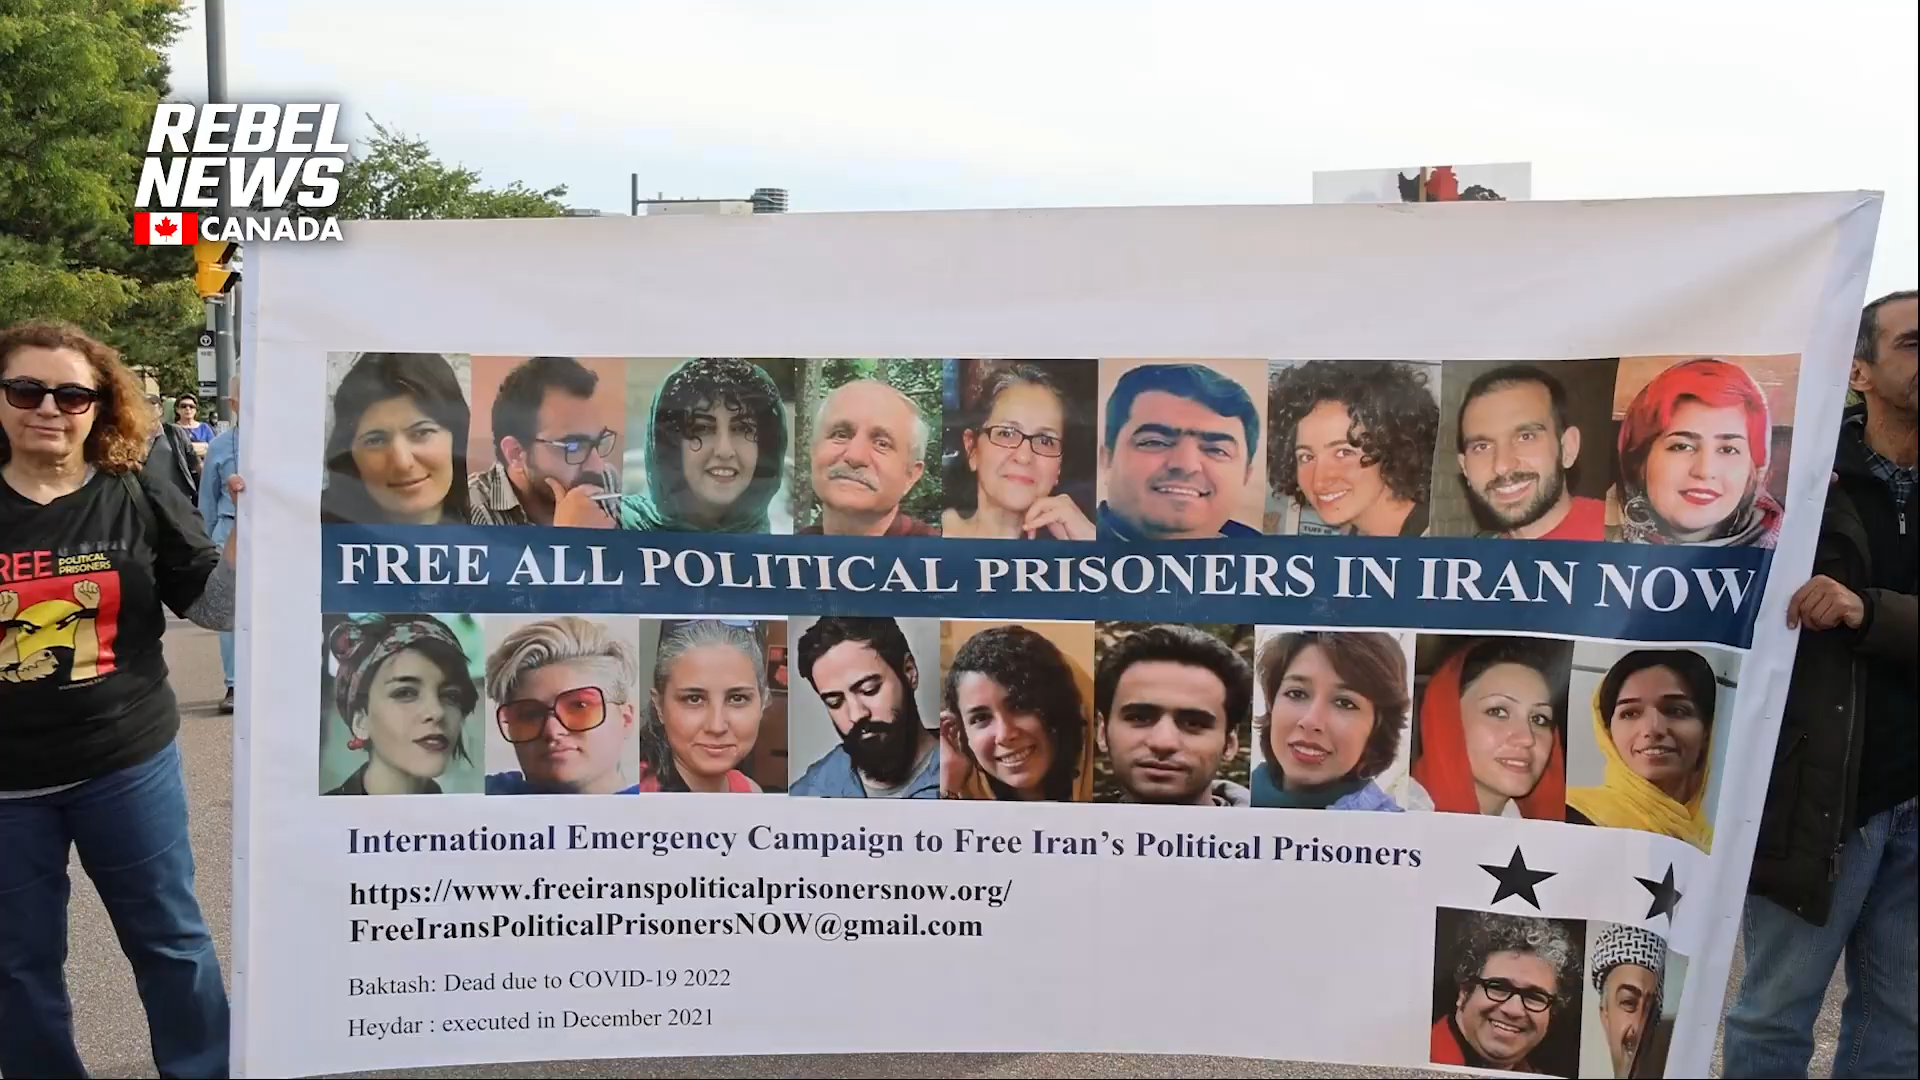 REBEL
NEWS
CANADA
FREE POLITICAL
PRISONERS
FREE ALL POLITICAL PRISONERS IN IRAN NOW
International Emergency Campaign to Free Iran's Political Prisoners
https://www.freeiranspoliticalprisonersnow.org/
FreeIransPoliticalPrisonersNOW@gmail.com
Baktash: Dead due to COVID-19 2022
Heydar : executed in December 2021